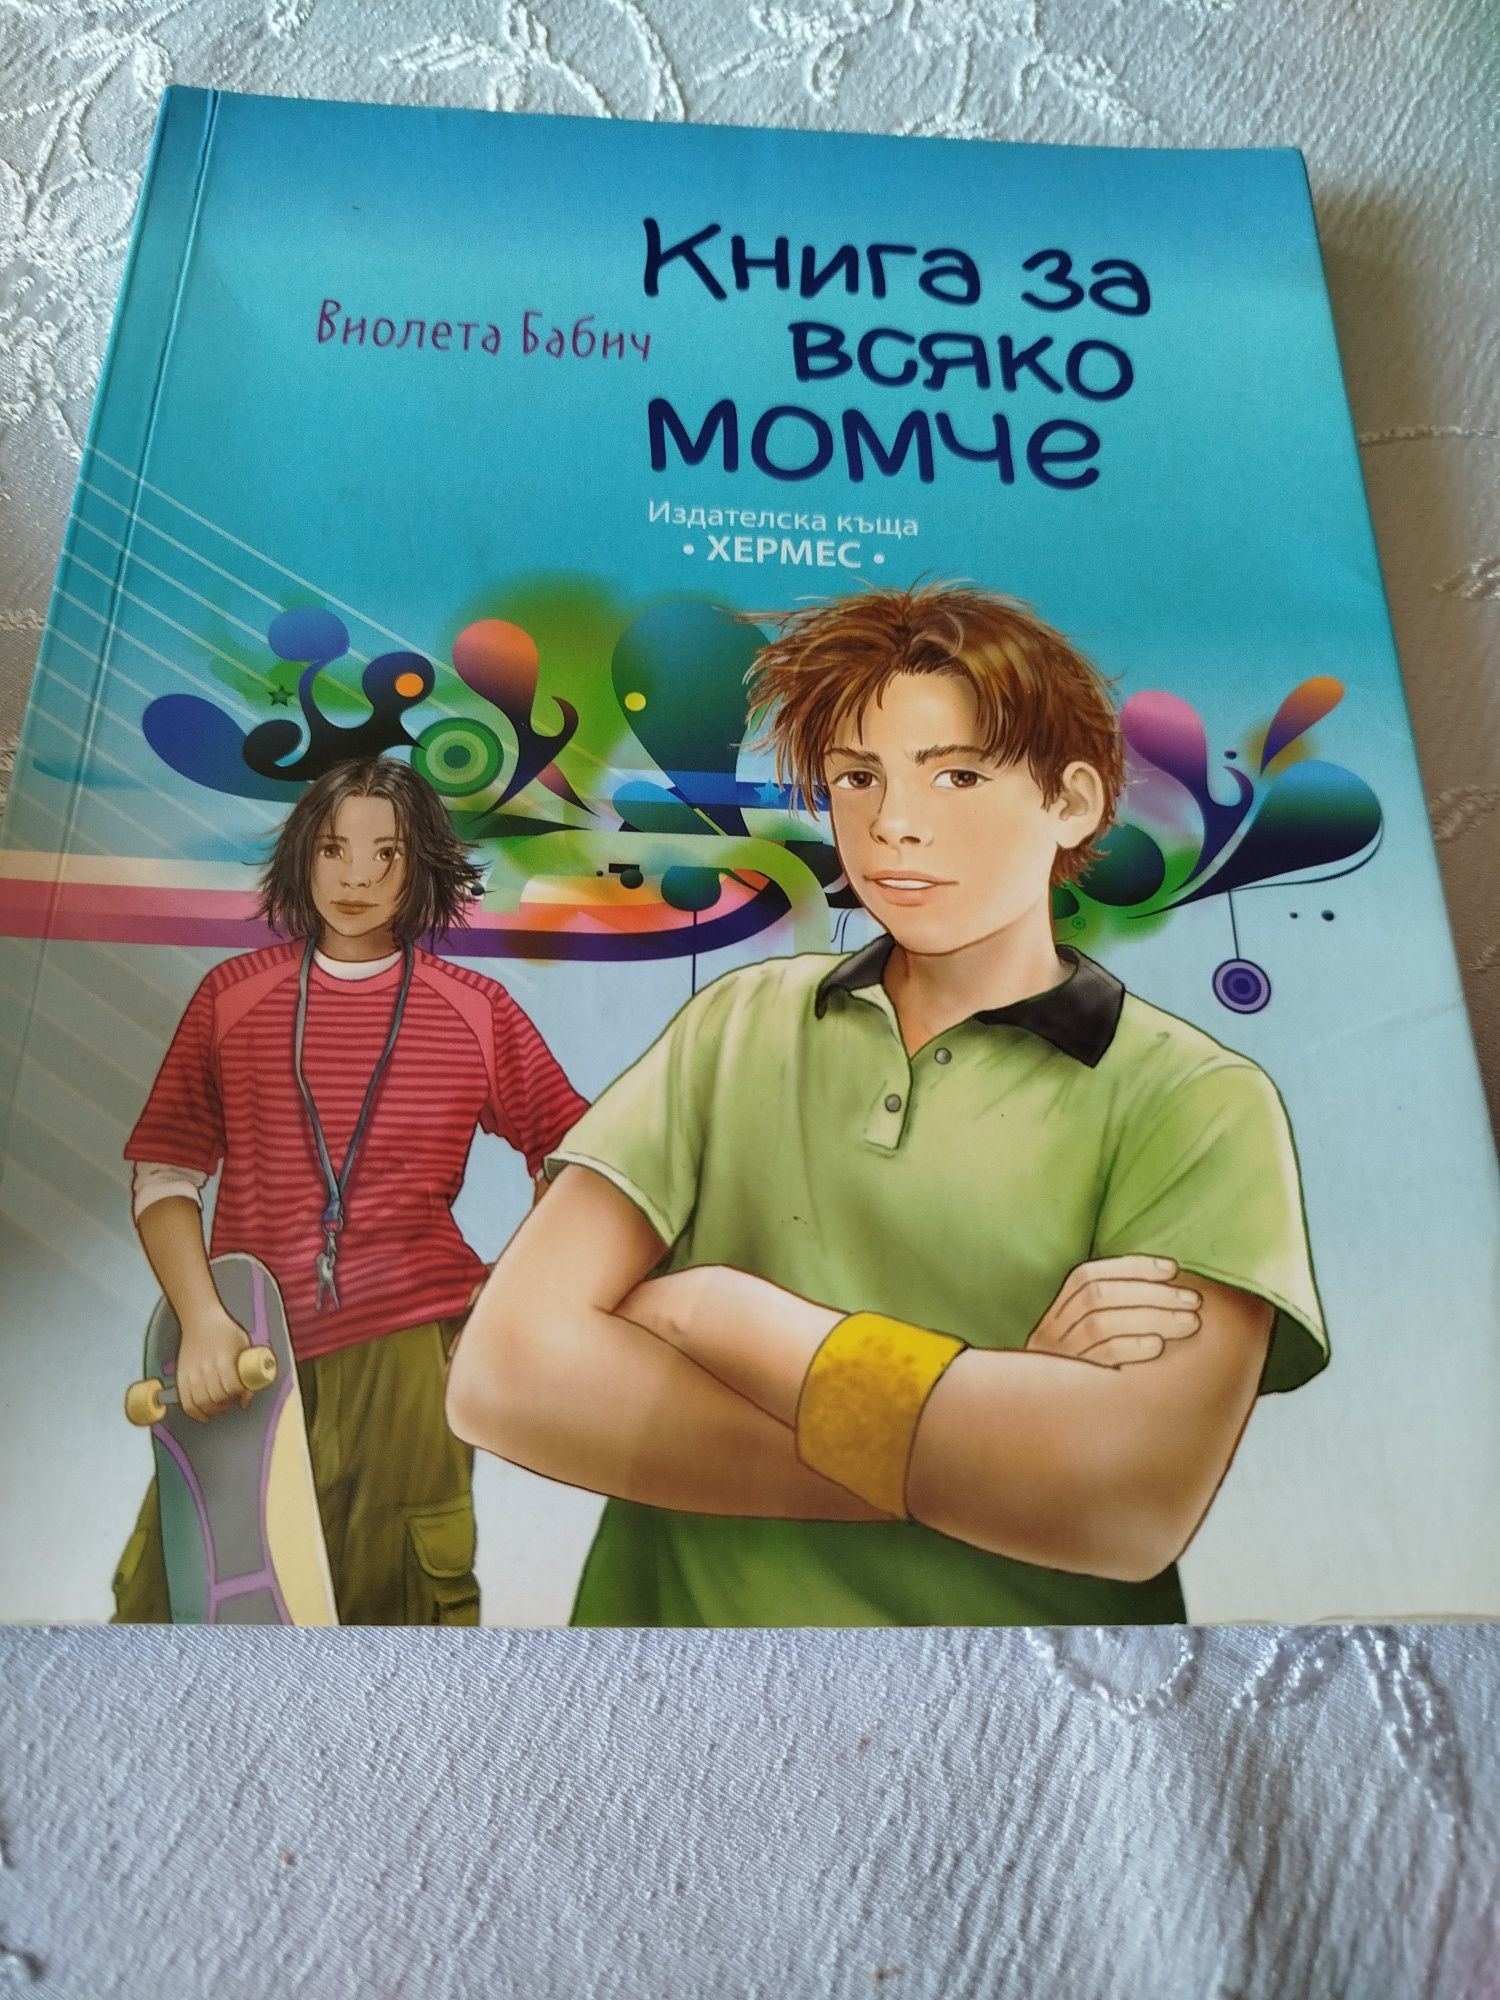 Книга за
Виолета Бабич
всяко
момче
Издателска къща
• ХЕРМЕС •